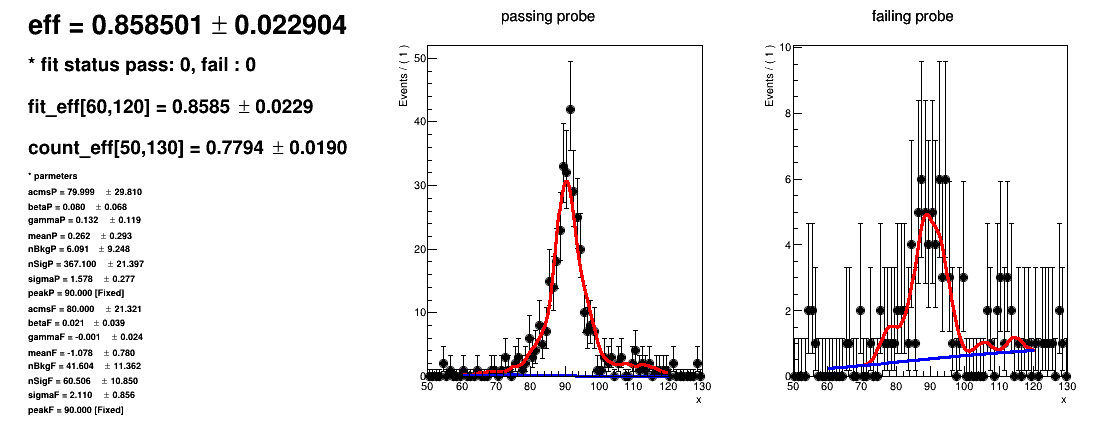 eff = 0.858501 ± 0.022904
* fit status pass: 0, fail : 0
fit_eff[60,120] = 0.8585 ± 0.0229
count_eff[50,130] = 0.7794 ± 0.0190
* parmeters
acmsP = 79.999 ± 29.810
betaP = 0.080 ± 0.068
gammaP = 0.132 ± 0.119
meanP = 0.262 ± 0.293
nBkgP = 6.091 ± 9.248
nSigP = 367.100 ± 21.397
sigmaP = 1.578 ± 0.277
peakP = 90.000 [Fixed]
acmsF = 80.000 ± 21.321
betaF = 0.021 ± 0.039
gammaF = -0.001 ± 0.024
meanF = -1.078 ± 0.780
nBkgF = 41.604 ± 11.362
nSigF = 60.506 ± 10.850
sigmaF = 2.110 ± 0.856
peakF = 90.000 [Fixed]
passing probe
Events / ( 1 )
50
40
30
20
10
0
50 60 70 80 90 100 110 120 130
x
failing probe
Events / ( 1 )
10
8
6
4
2
0
50 60 70 80 90 100 110 120 130
x